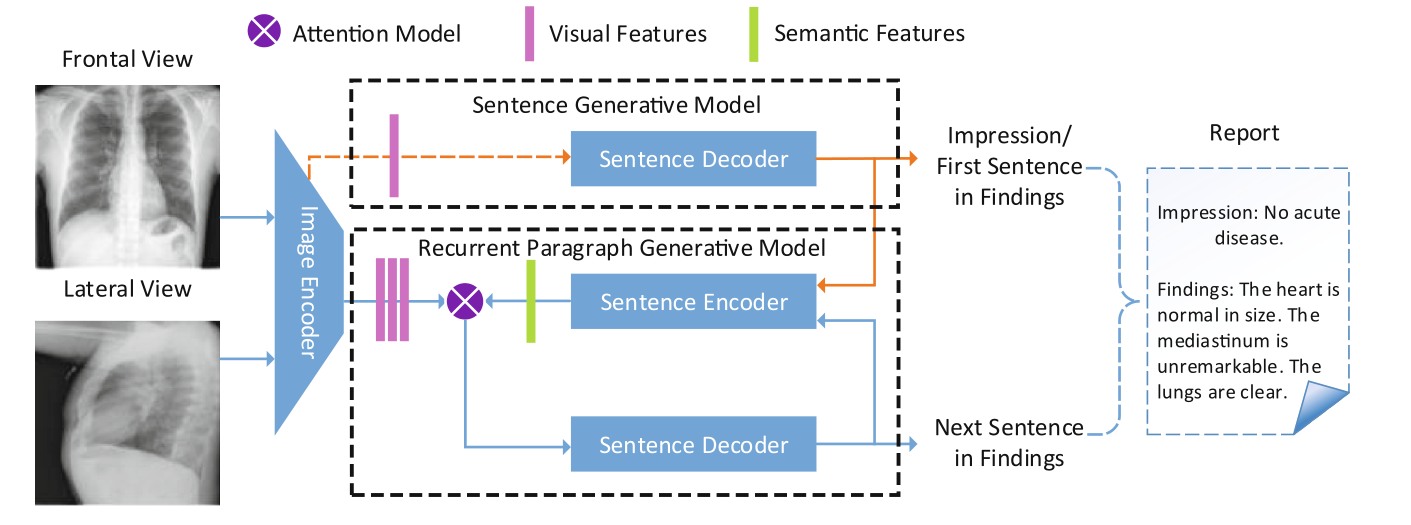 Attention Model
Visual Features
Semantic Features
Frontal View
Lateral View
Image Encoder
Sentence Generative Model
Sentence Decoder
Recurrent Paragraph Generative Model
Sentence Encoder
Sentence Decoder
Impression/
First Sentence
in Findings
Next Sentence
in Findings
Report
Impression: No acute
disease.
Findings: The heart is
normal in size. The
mediastinum is
unremarkable. The
lungs are clear.